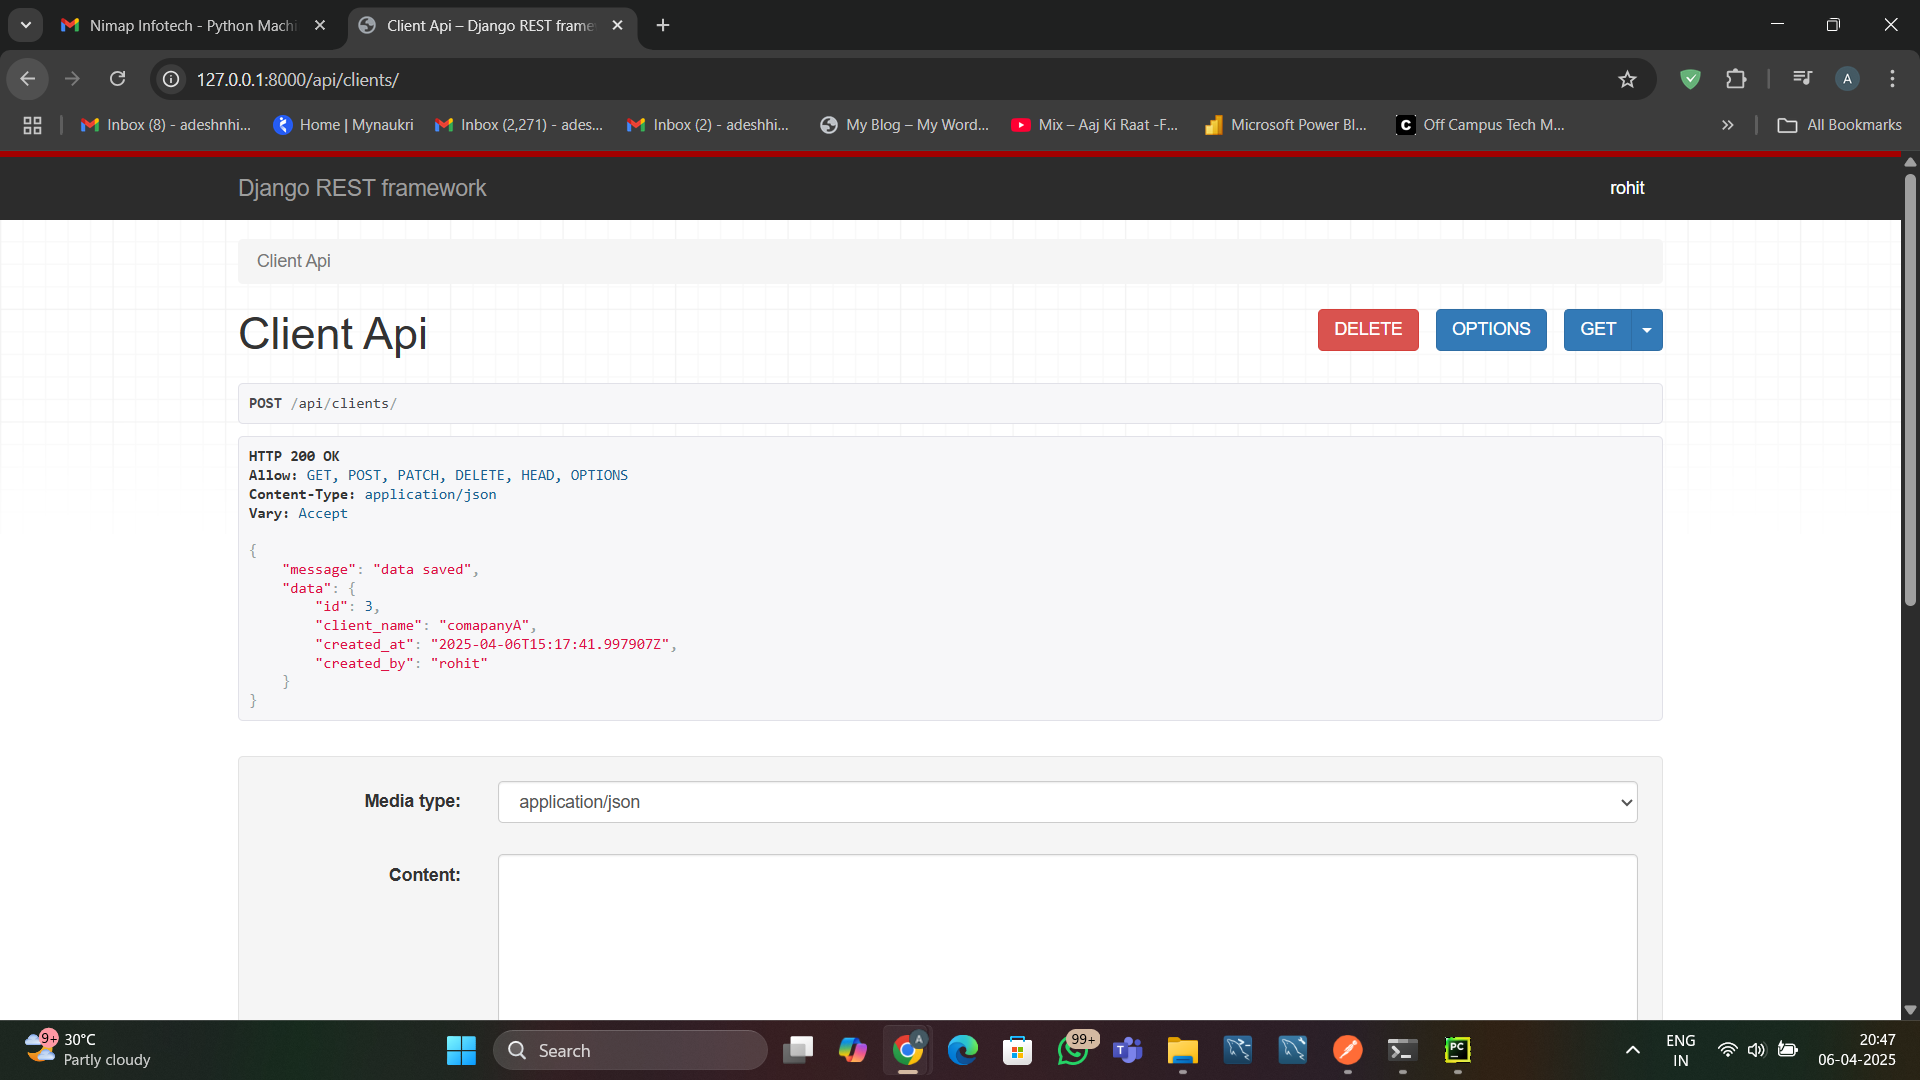 Nimap Infotech - Python Machi
Client Api – Django REST frame
127.0.0.1:8000/api/clients/
A
Inbox (8) - adeshnhi...
Home | Mynaukri
Inbox (2,271) - ades...
Inbox (2) - adeshhi...
My Blog – My Word...
Mix – Aaj Ki Raat -F...
Microsoft Power Bl...
C
Off Campus Tech M...
All Bookmarks
Django REST framework
rohit
Client Api
Client Api
DELETE
OPTIONS
GET
POST /api/clients/
HTTP 200 OK
Allow: GET, POST, PATCH, DELETE, HEAD, OPTIONS
Content-Type: application/json
Vary: Accept
{
"message": "data saved",
"data": {
"id": 3,
"client_name": "comapanyA",
"created_at": "2025-04-06T15:17:41.997907Z",
"created_by": "rohit"
}
}
Media type:
application/json
Content:
9+
30°C
Partly cloudy
Search
A
99+
T
PC
ENG
IN
20:47
06-04-2025